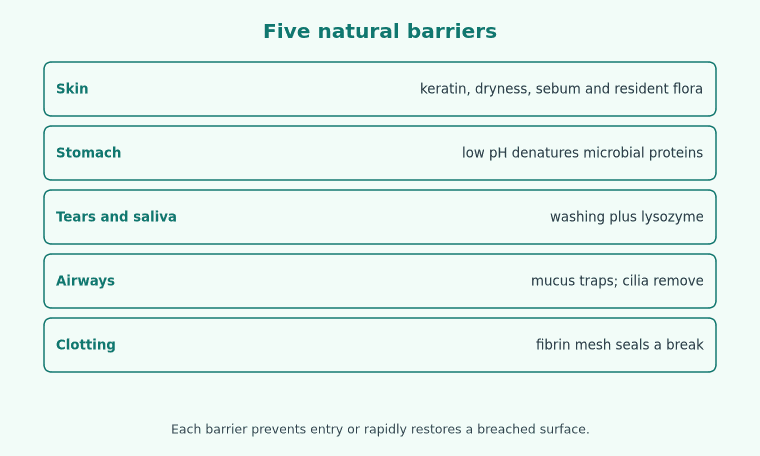 Five natural barriers
Skin keratin, dryness, sebum and resident flora
Stomach low pH denatures microbial proteins
Tears and saliva washing plus lysozyme
Airways mucus traps; cilia remove
Clotting fibrin mesh seals a break
Each barrier prevents entry or rapidly restores a breached surface.